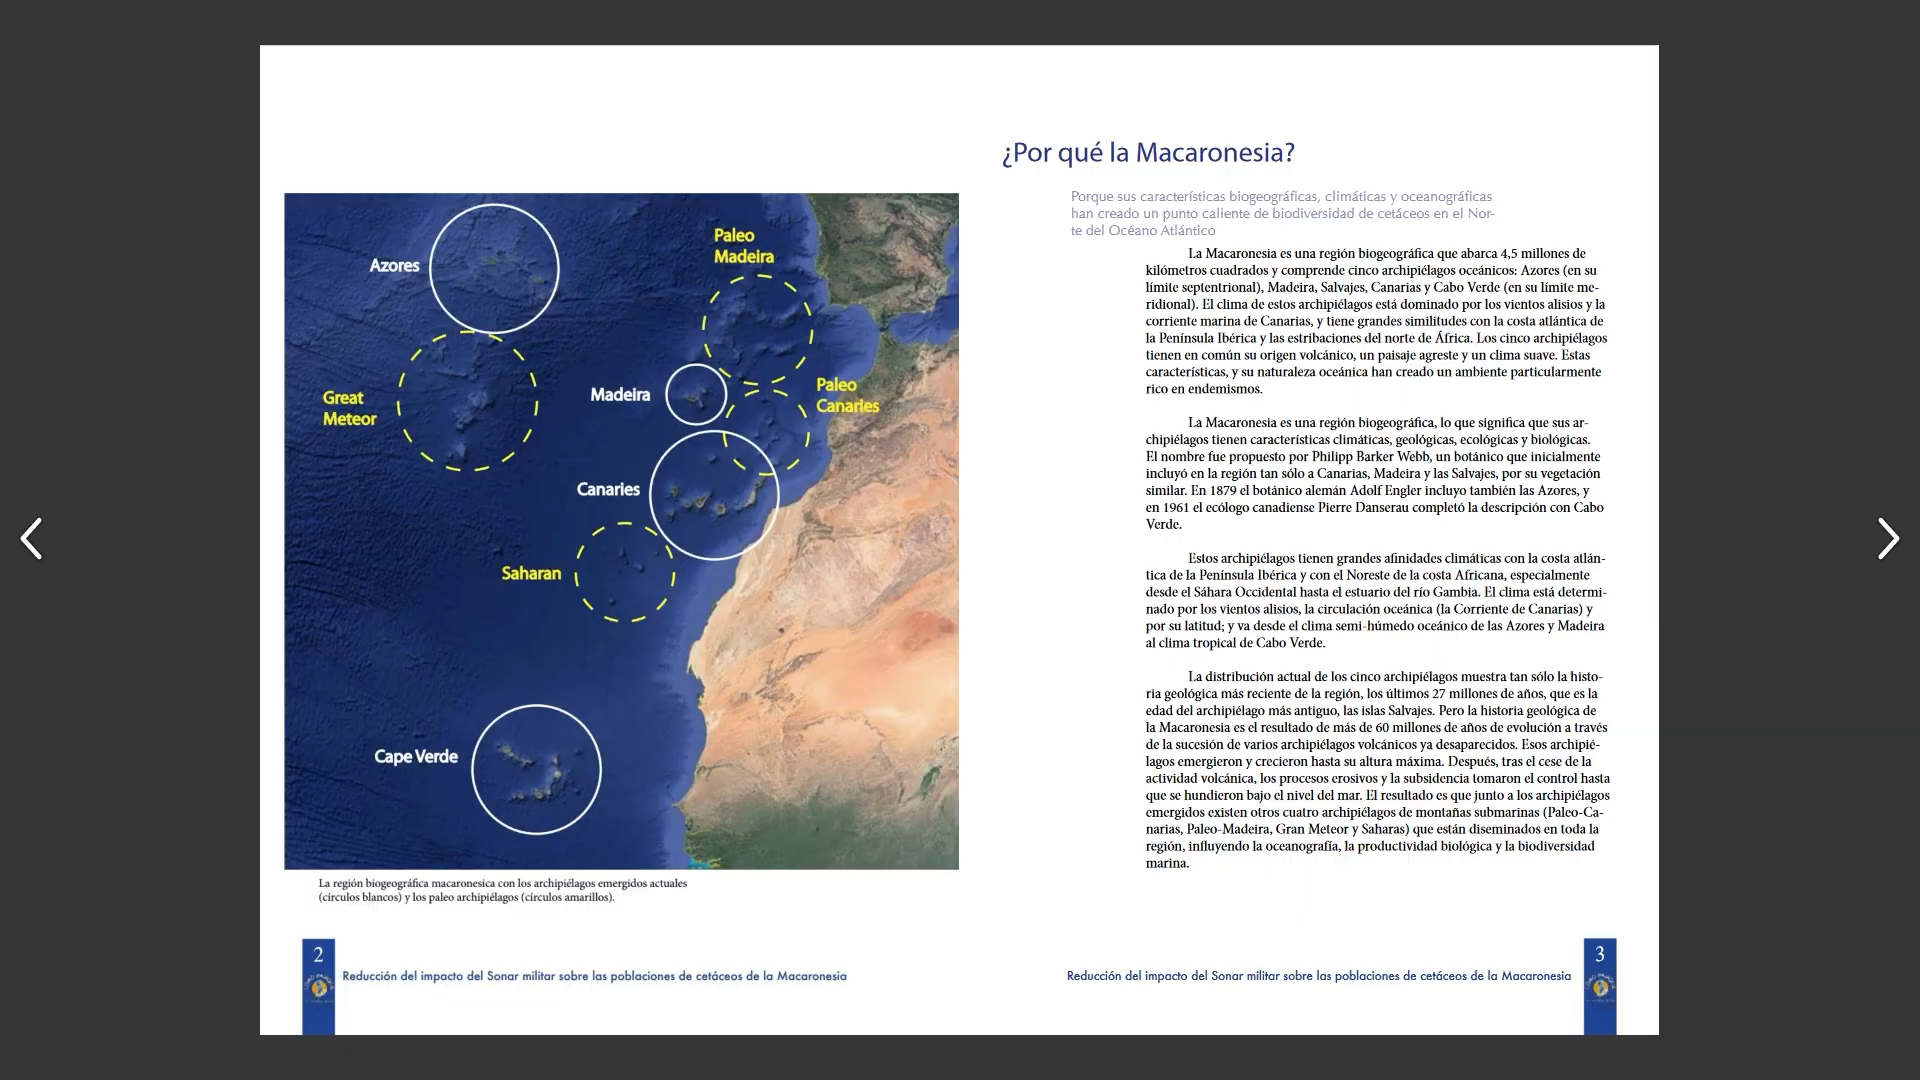 Azores
Paleo
Madeira
Great
Meteor
Madeira
Paleo
Canaries
Canaries
Saharan
Cape Verde
La región biogeográfica macaronesica con los archipiélagos emergidos actuales
(círculos blancos) y los paleo archipiélagos (círculos amarillos).
2
Reducción del impacto del Sonar militar sobre las poblaciones de cetáceos de la Macaronesia
¿Por qué la Macaronesia?
Porque sus características biogeográficas, climáticas y oceanográficas
han creado un punto caliente de biodiversidad de cetáceos en el Nor-
te del Océano Atlántico
La Macaronesia es una región biogeográfica que abarca 4,5 millones de
kilómetros cuadrados y comprende cinco archipiélagos oceánicos: Azores (en su
límite septentrional), Madeira, Salvajes, Canarias y Cabo Verde (en su límite me-
ridional). El clima de estos archipiélagos está dominado por los vientos alisios y la
corriente marina de Canarias, y tiene grandes similitudes con la costa atlántica de
la Península Ibérica y las estribaciones del norte de África. Los cinco archipiélagos
tienen en común su origen volcánico, un paisaje agreste y un clima suave. Estas
características, y su naturaleza oceánica han creado un ambiente particularmente
rico en endemismos.
La Macaronesia es una región biogeográfica, lo que significa que sus ar-
chipiélagos tienen características climáticas, geológicas, ecológicas y biológicas.
El nombre fue propuesto por Philipp Barker Webb, un botánico que inicialmente
incluyó en la región tan sólo a Canarias, Madeira y las Salvajes, por su vegetación
similar. En 1879 el botánico alemán Adolf Engler incluyo también las Azores, y
en 1961 el ecólogo canadiense Pierre Danserau completó la descripción con Cabo
Verde.
Estos archipiélagos tienen grandes afinidades climáticas con la costa atlán-
tica de la Península Ibérica y con el Noreste de la costa Africana, especialmente
desde el Sáhara Occidental hasta el estuario del río Gambia. El clima está determi-
nado por los vientos alisios, la circulación oceánica (la Corriente de Canarias) y
por su latitud; y va desde el clima semi-húmedo oceánico de las Azores y Madeira
al clima tropical de Cabo Verde.
La distribución actual de los cinco archipiélagos muestra tan sólo la histo-
ria geológica más reciente de la región, los últimos 27 millones de años, que es la
edad del archipiélago más antiguo, las islas Salvajes. Pero la historia geológica de
la Macaronesia es el resultado de más de 60 millones de años de evolución a través
de la sucesión de varios archipiélagos volcánicos ya desaparecidos. Esos archipié-
lagos emergieron y crecieron hasta su altura máxima. Después, tras el cese de la
actividad volcánica, los procesos erosivos y la subsidencia tomaron el control hasta
que se hundieron bajo el nivel del mar. El resultado es que junto a los archipiélagos
emergidos existen otros cuatro archipiélagos de montañas submarinas (Paleo-Ca-
narias, Paleo-Madeira, Gran Meteor y Saharas) que están diseminados en toda la
región, influyendo la oceanografía, la productividad biológica y la biodiversidad
marina.
Reducción del impacto del Sonar militar sobre las poblaciones de cetáceos de la Macaronesia
3